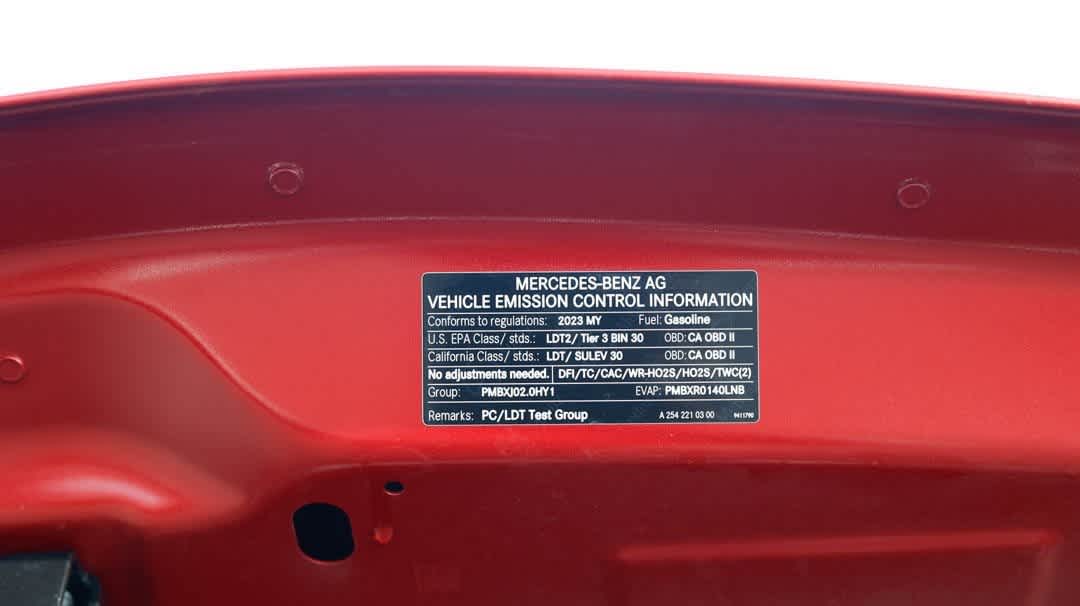 MERCEDES-BENZ AG
VEHICLE EMISSION CONTROL INFORMATION
Conforms to regulations: 2023 MY Fuel: Gasoline
U.S. EPA Class/ stds.: LDT2/ Tier 3 BIN 30 OBD: CA OBD II
California Class/ stds.: LDT/ SULEV 30 OBD: CA OBD II
No adjustments needed. DFI/TC/CAC/WR-HO2S/HO2S/TWC(2)
Group: PMBXJ02.0HY1 EVAP: PMBXR0140LNB
Remarks: PC/LDT Test Group A 254 221 03 00 9411790